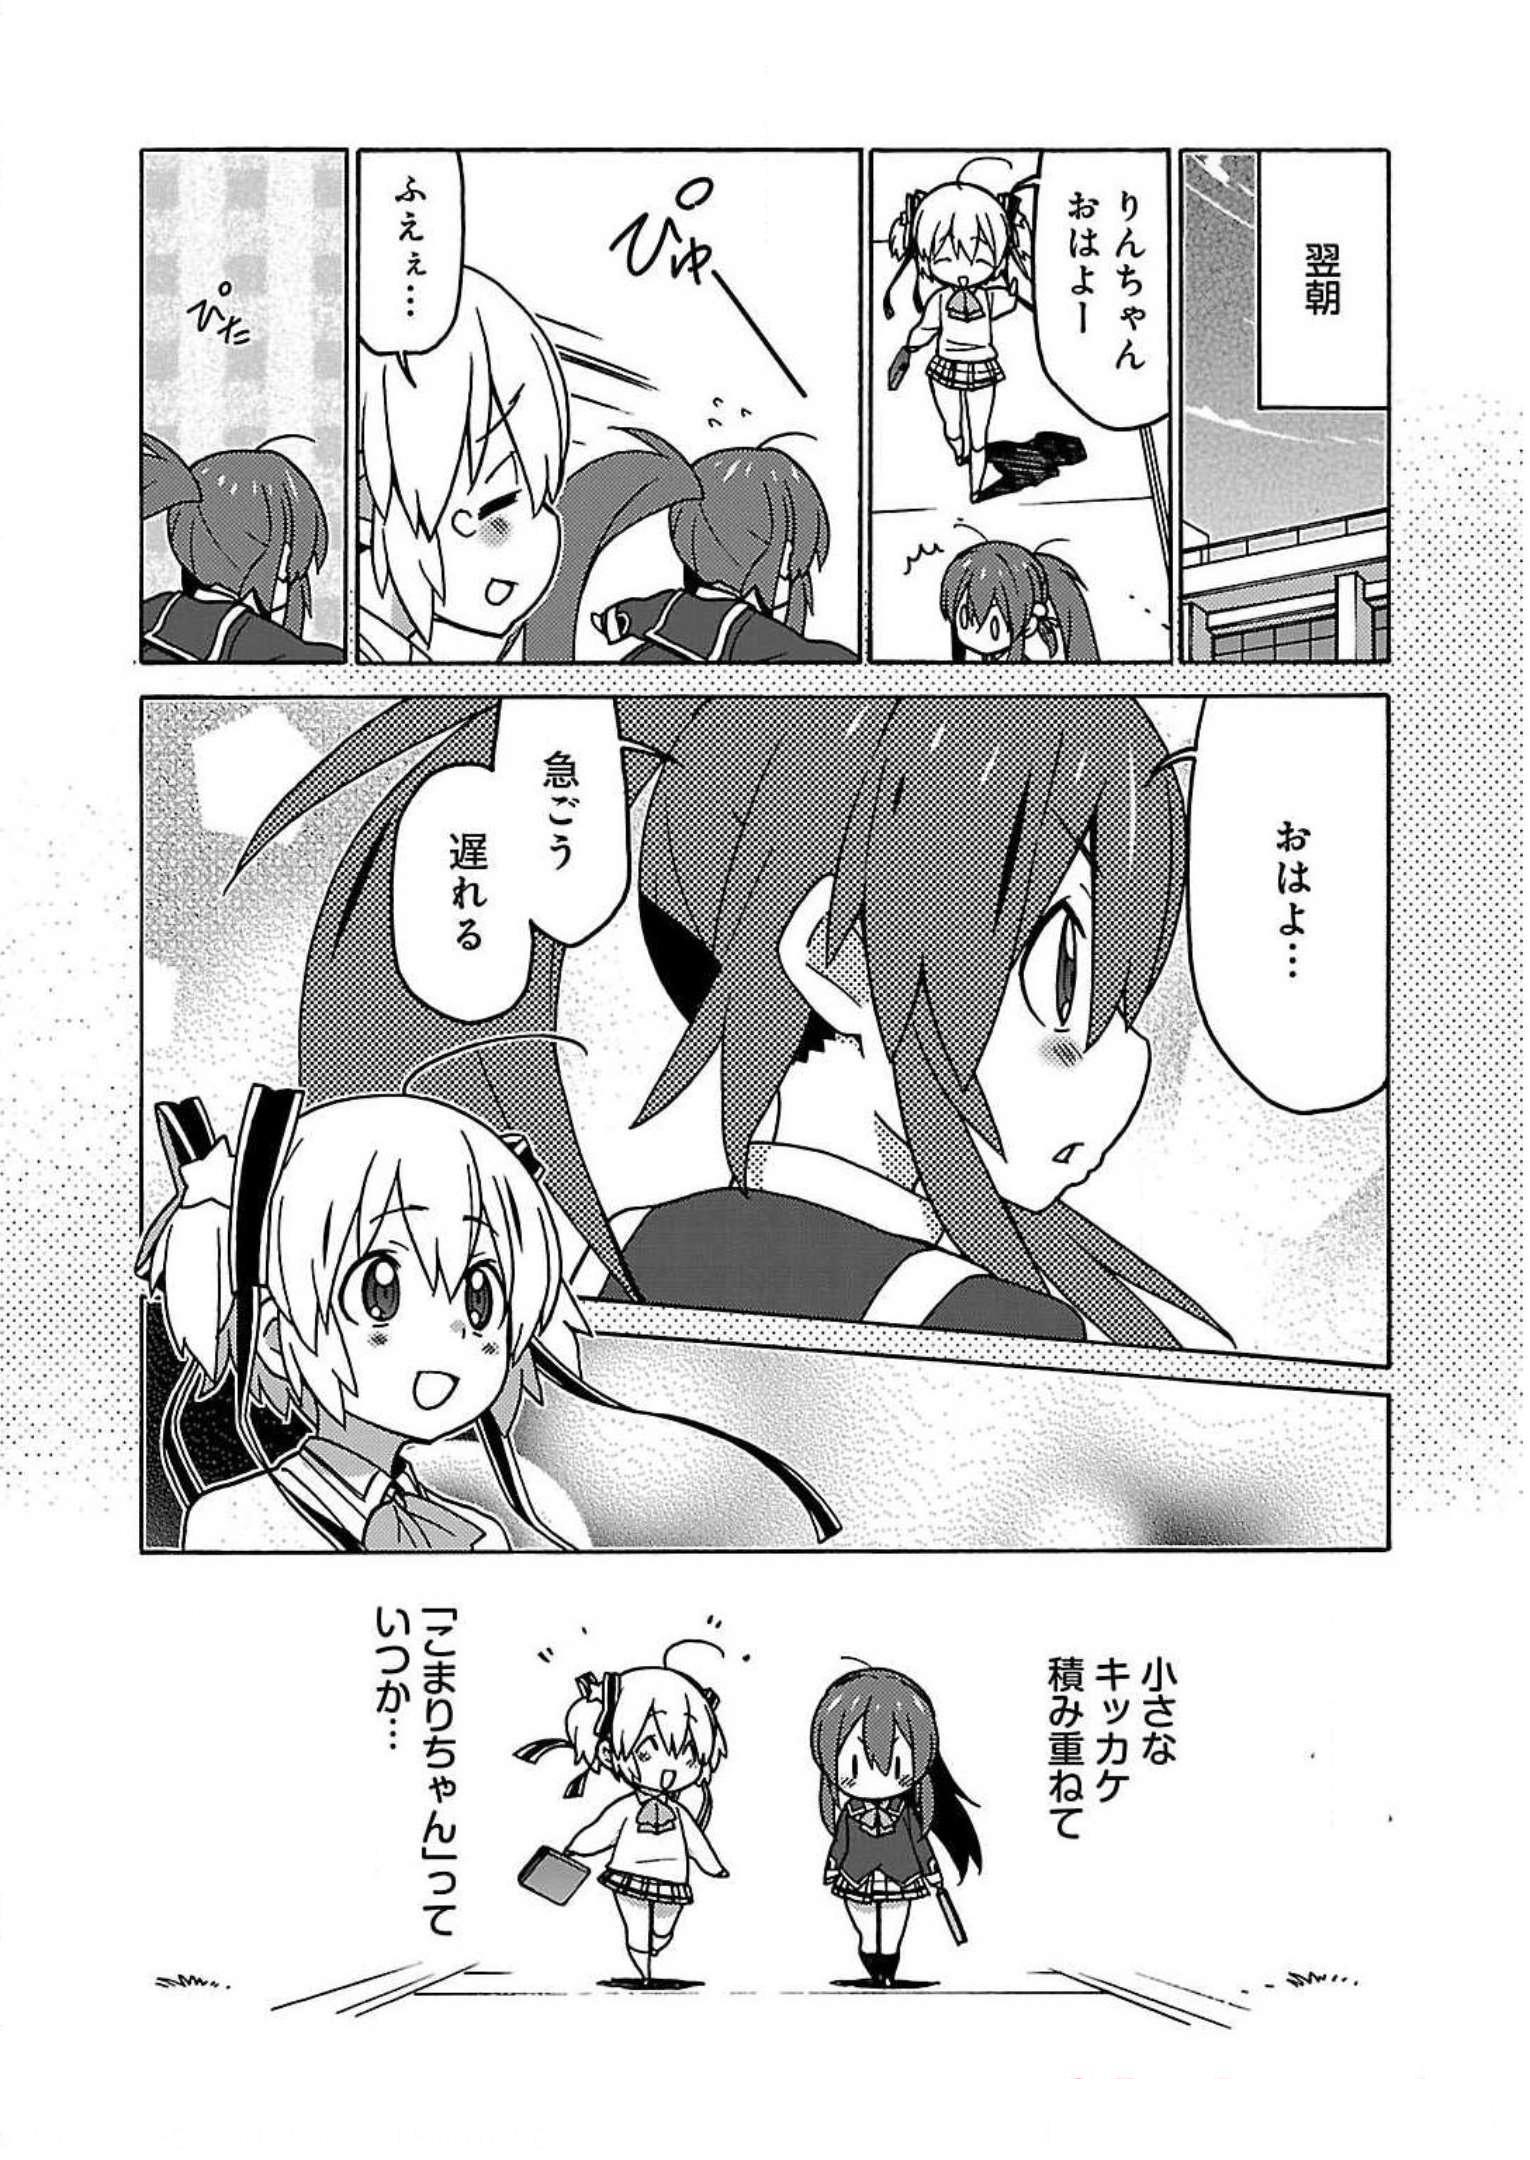 翌朝
りんちゃん
おはよー
ぴゅー
ふえぇ…
ぴた
おはよ…
急ごう
遅れる
小さな
キッカケ
積み重ねて
「こまりちゃん」って
いつか…